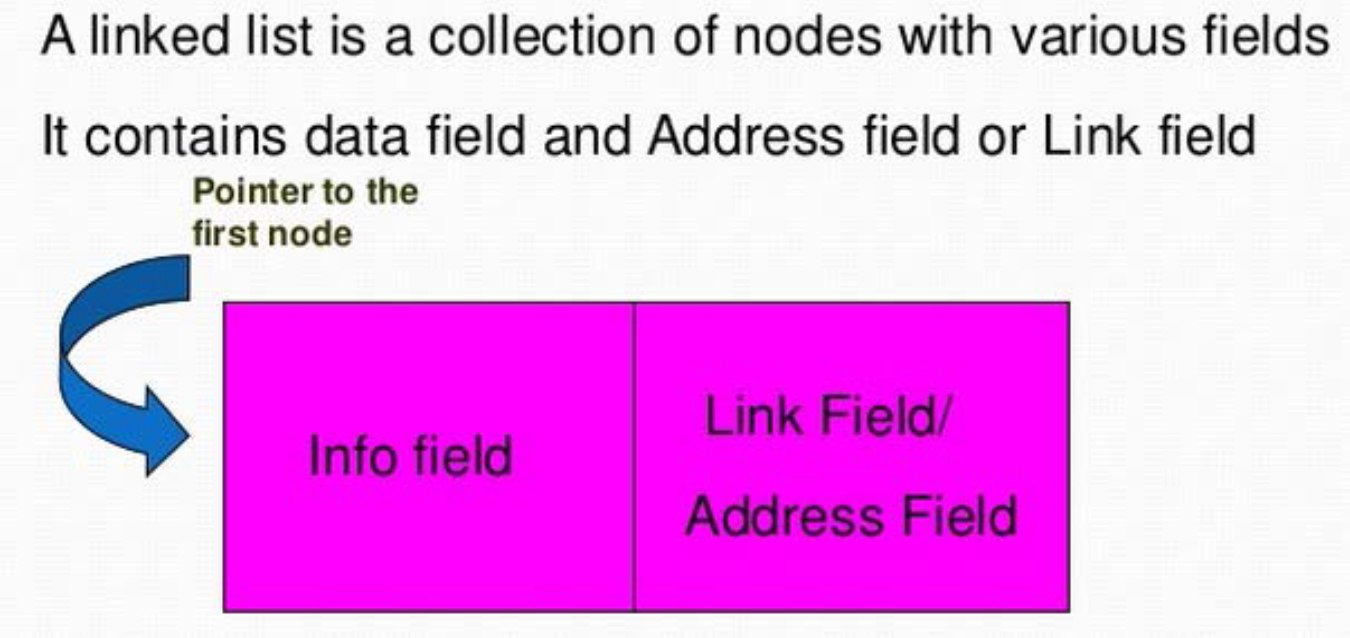 A linked list is a collection of nodes with various fields
It contains data field and Address field or Link field
Pointer to the
first node
Info field
Link Field/
Address Field